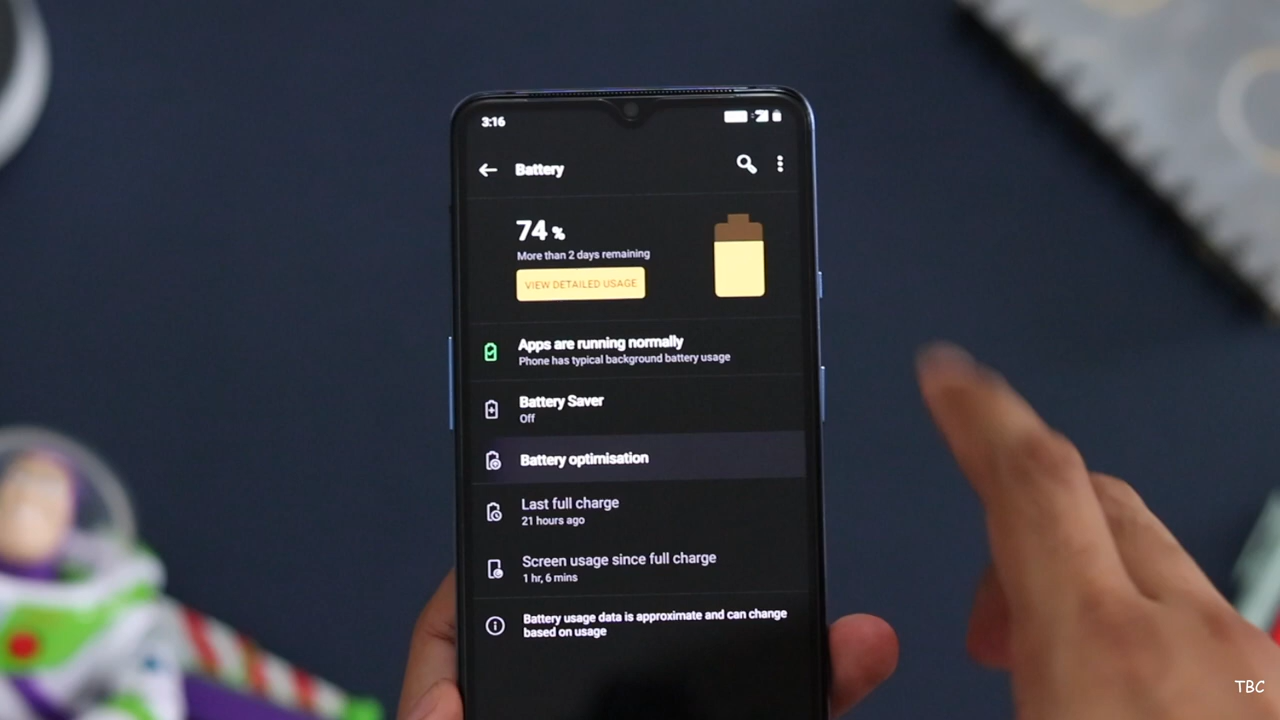 3:16
Battery
74 %
More than 2 days remaining
VIEW DETAILED USAGE
Apps are running normally
Phone has typical background battery usage
Battery Saver
Off
Battery optimisation
Last full charge
21 hours ago
Screen usage since full charge
1 hr, 6 mins
Battery usage data is approximate and can change
based on usage
TBC